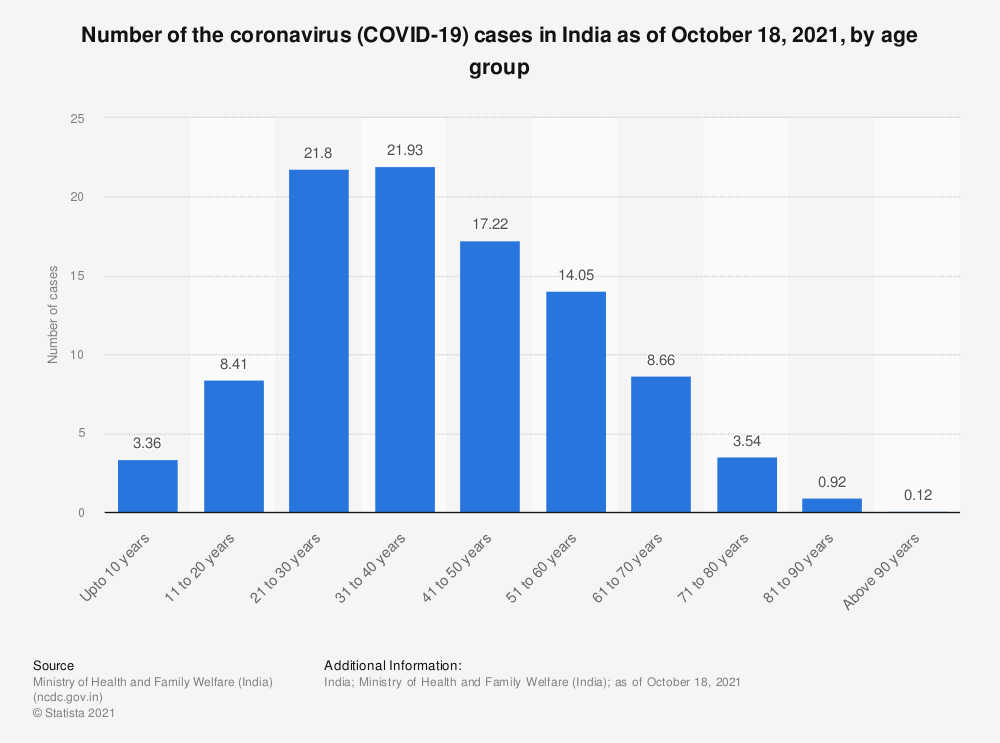 Number of the coronavirus (COVID-19) cases in India as of October 18, 2021, by age
group
25
20
15
10
5
0
Number of cases
3.36
8.41
21.8
21.93
17.22
14.05
8.66
3.54
0.92
0.12
Upto 10 years
11 to 20 years
21 to 30 years
31 to 40 years
41 to 50 years
51 to 60 years
61 to 70 years
71 to 80 years
81 to 90 years
Above 90 years
Source
Ministry of Health and Family Welfare (India)
(ncdc.gov.in)
© Statista 2021
Additional Information:
India; Ministry of Health and Family Welfare (India); as of October 18, 2021